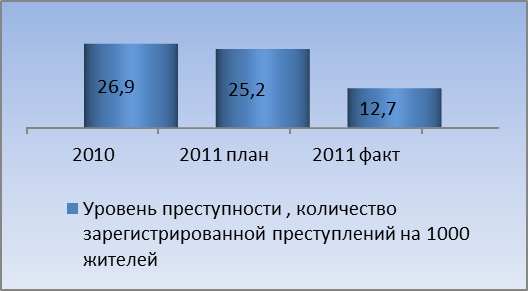 26,9
25,2
12,7
2010
2011 план
2011 факт
Уровень преступности , количество
зарегистрированной преступлений на 1000
жителей